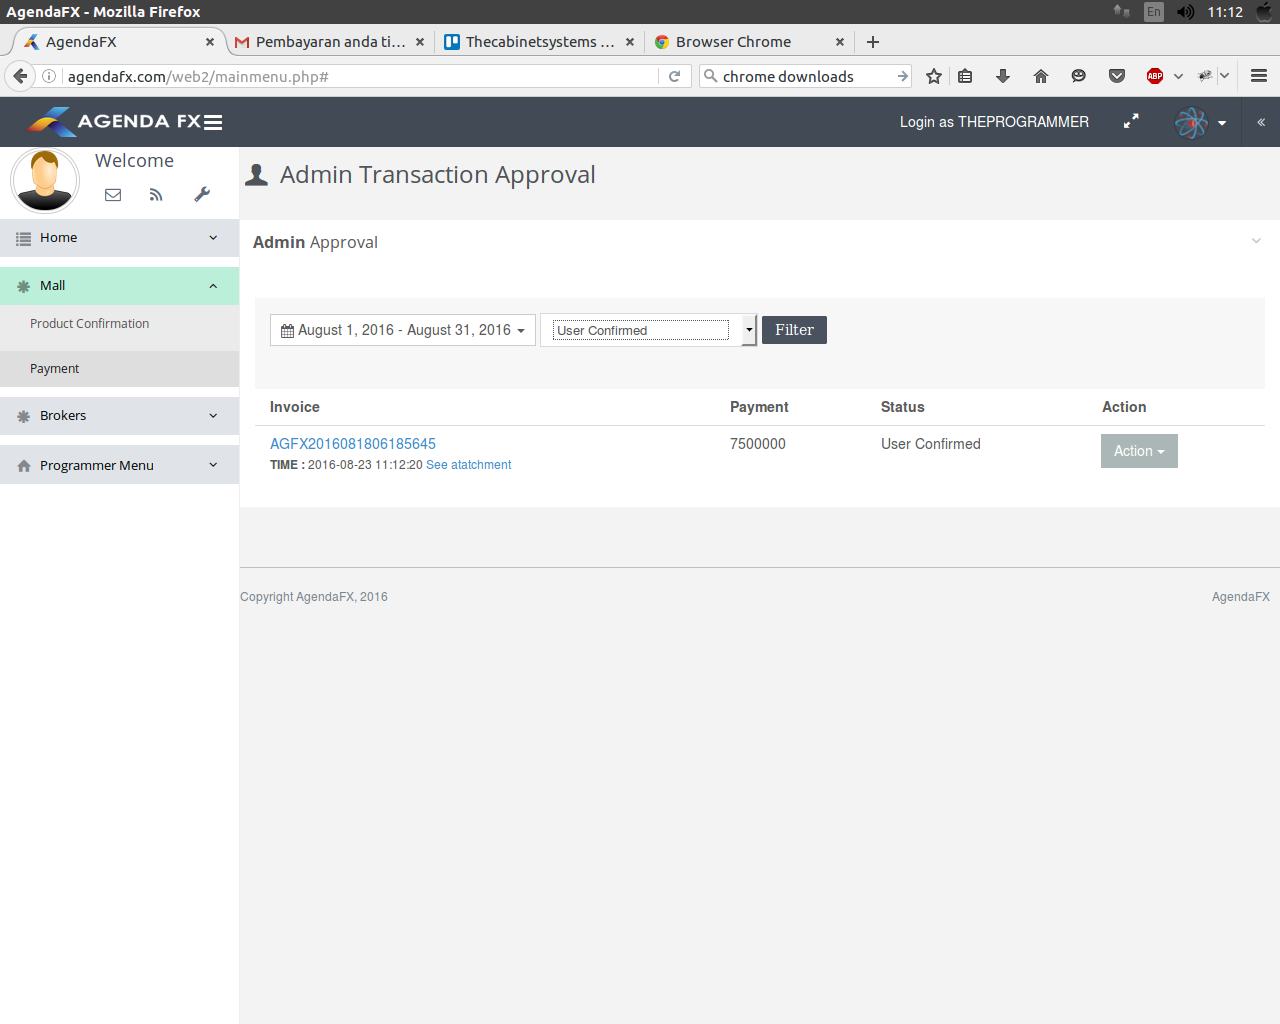 AgendaFX - Mozilla Firefox
En
11:12
AgendaFX
Pembayaran anda ti...
Thecabinetsystems ...
Browser Chrome
agendafx.com/web2/mainmenu.php#
chrome downloads
ABP
AGENDA FX
Login as THEPROGRAMMER
Welcome
Admin Transaction Approval
Home
Admin Approval
Mall
Product Confirmation
August 1, 2016 - August 31, 2016
User Confirmed
Filter
Payment
Brokers
Programmer Menu
Invoice Payment Status Action
AGFX2016081806185645 7500000 User Confirmed Action
TIME : 2016-08-23 11:12:20 See atatchment
Copyright AgendaFX, 2016
AgendaFX